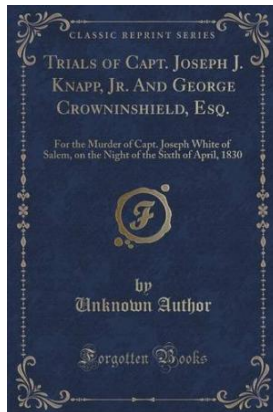 CLASSIC REPRINT SERIES
TRIALS OF CAPT. JOSEPH J.
KNAPP, JR. AND GEORGE
CROWNINSHIELD, ESQ.
For the Murder of Capt. Joseph White of
Salem, on the Night of the Sixth of April, 1830
F
by
Unknown Author
Forgotten Books